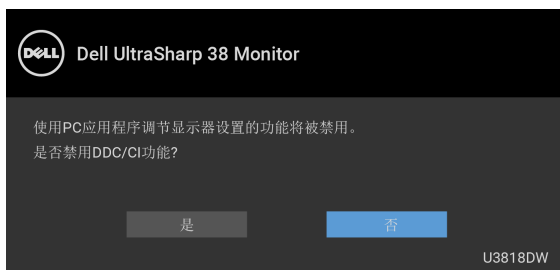 DELL
Dell UltraSharp 38 Monitor
使用PC应用程序调节显示器设置的功能将被禁用。
是否禁用DDC/CI功能?
是
否
U3818DW